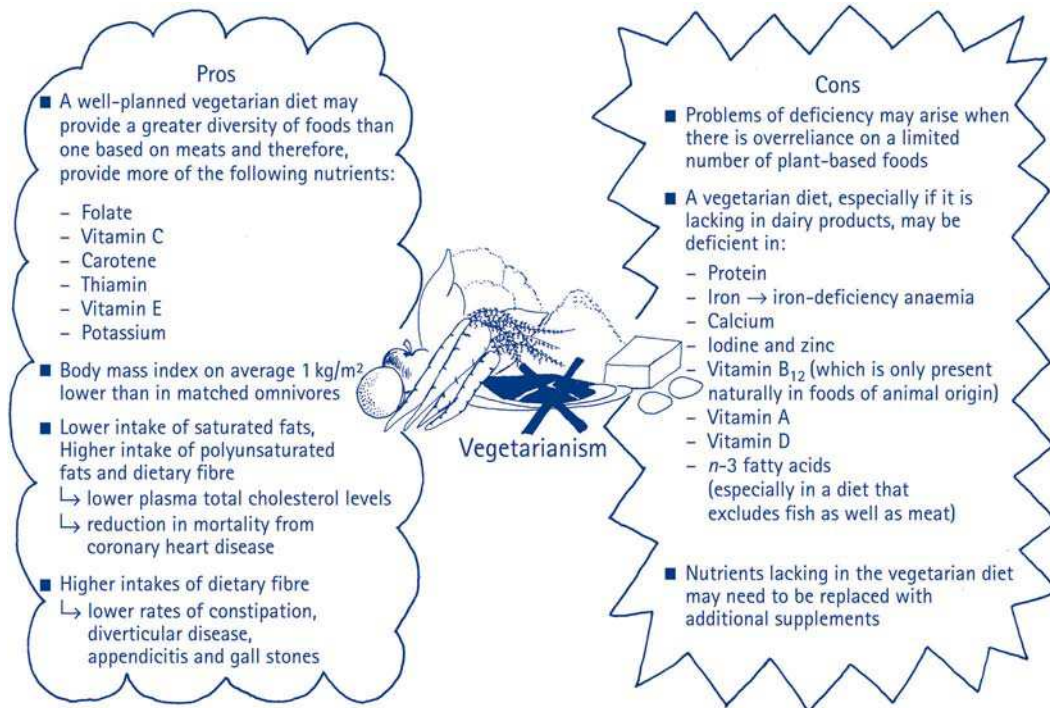 Pros
■ A well-planned vegetarian diet may
provide a greater diversity of foods than
one based on meats and therefore,
provide more of the following nutrients:
– Folate
– Vitamin C
– Carotene
– Thiamin
– Vitamin E
– Potassium
■ Body mass index on average 1 kg/m²
lower than in matched omnivores
■ Lower intake of saturated fats,
Higher intake of polyunsaturated
fats and dietary fibre
↳ lower plasma total cholesterol levels
↳ reduction in mortality from
coronary heart disease
■ Higher intakes of dietary fibre
↳ lower rates of constipation,
diverticular disease,
appendicitis and gall stones
Vegetarianism
Cons
■ Problems of deficiency may arise when
there is overreliance on a limited
number of plant-based foods
■ A vegetarian diet, especially if it is
lacking in dairy products, may be
deficient in:
– Protein
– Iron → iron-deficiency anaemia
– Calcium
– Iodine and zinc
– Vitamin B₁₂ (which is only present
naturally in foods of animal origin)
– Vitamin A
– Vitamin D
– n-3 fatty acids
(especially in a diet that
excludes fish as well as meat)
■ Nutrients lacking in the vegetarian diet
may need to be replaced with
additional supplements